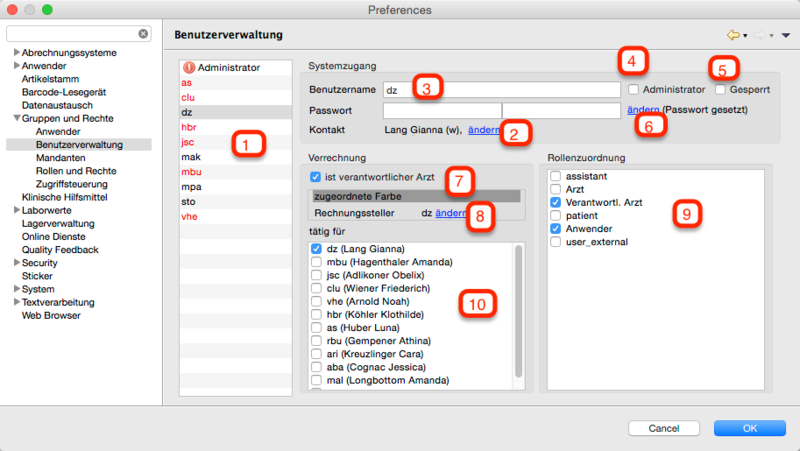 Preferences
Benutzerverwaltung
Abrechnungssysteme
Anwender
Artikelstamm
Barcode-Lesegerät
Datenaustausch
Gruppen und Rechte
Anwender
Benutzerverwaltung
Mandanten
Rollen und Rechte
Zugriffsteuerung
Klinische Hilfsmittel
Laborwerte
Lagerverwaltung
Online Dienste
Quality Feedback
Security
Sticker
System
Textverarbeitung
Web Browser
Administrator
as
clu
dz
hbr
jsc
mak
mbu
mpa
sto
vhe
1
Systemzugang
4
5
Benutzername dz 3 Administrator Gesperrt
Passwort ändern (Passwort gesetzt)
Kontakt Lang Gianna (w), ändern 2 6
Verrechnung
ist verantwortlicher Arzt 7
zugeordnete Farbe
Rechnungssteller dz ändern 8
tätig für
dz (Lang Gianna)
mbu (Hagenthaler Amanda)
jsc (Adlikoner Obelix)
clu (Wiener Friederich)
vhe (Arnold Noah)
hbr (Köhler Klothilde)
as (Huber Luna)
rbu (Gempener Athina)
ari (Kreuzlinger Cara)
aba (Cognac Jessica)
mal (Longbottom Amanda)
10
Rollenzuordnung
assistant
Arzt
Verantwortl. Arzt
patient
Anwender
user_external
9
Cancel
OK